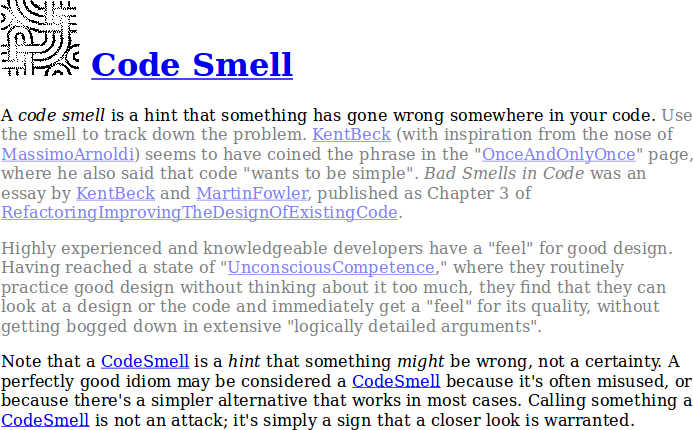 Code Smell
A code smell is a hint that something has gone wrong somewhere in your code. Use
the smell to track down the problem. KentBeck (with inspiration from the nose of
MassimoArnoldi) seems to have coined the phrase in the "OnceAndOnlyOnce" page,
where he also said that code "wants to be simple". Bad Smells in Code was an
essay by KentBeck and MartinFowler, published as Chapter 3 of
RefactoringImprovingTheDesignOfExistingCode.
Highly experienced and knowledgeable developers have a "feel" for good design.
Having reached a state of "UnconsciousCompetence," where they routinely
practice good design without thinking about it too much, they find that they can
look at a design or the code and immediately get a "feel" for its quality, without
getting bogged down in extensive "logically detailed arguments".
Note that a CodeSmell is a hint that something might be wrong, not a certainty. A
perfectly good idiom may be considered a CodeSmell because it's often misused, or
because there's a simpler alternative that works in most cases. Calling something a
CodeSmell is not an attack; it's simply a sign that a closer look is warranted.